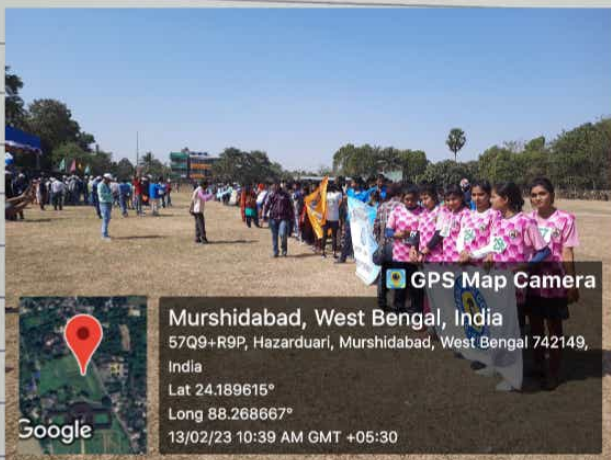 GPS Map Camera
Murshidabad, West Bengal, India
57Q9+R9P, Hazarduari, Murshidabad, West Bengal 742149,
India
Lat 24.189615°
Long 88.268667°
13/02/23 10:39 AM GMT +05:30
Google